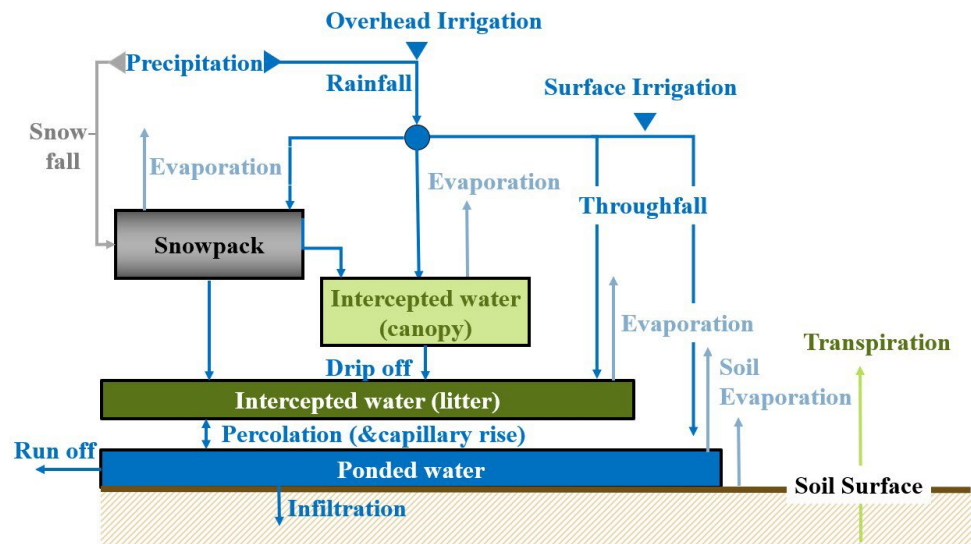 Overhead Irrigation
Precipitation
Rainfall
Surface Irrigation
Snow
fall
Evaporation
Evaporation
Throughfall
Snowpack
Intercepted water
(canopy)
Evaporation
Transpiration
Drip off
Soil
Evaporation
Intercepted water (litter)
Percolation (&capillary rise)
Run off
Ponded water
Soil Surface
Infiltration